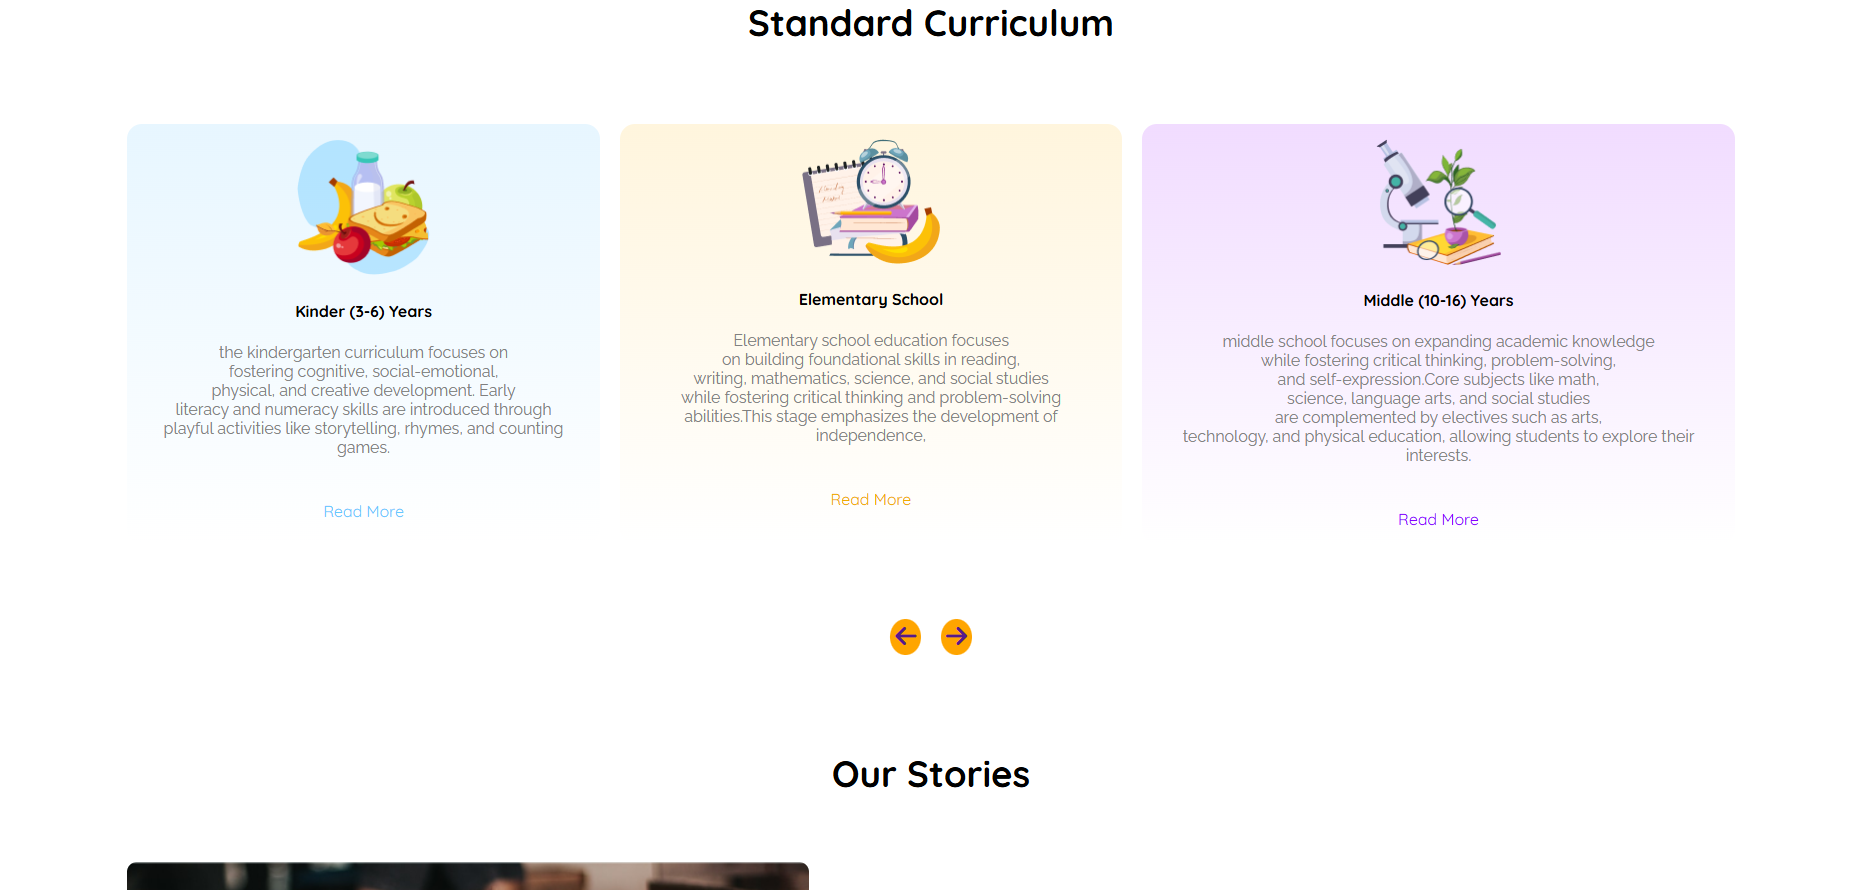 Standard Curriculum
Kinder (3-6) Years
the kindergarten curriculum focuses on
fostering cognitive, social-emotional,
physical, and creative development. Early
literacy and numeracy skills are introduced through
playful activities like storytelling, rhymes, and counting
games.
Read More
Elementary School
Elementary school education focuses
on building foundational skills in reading,
writing, mathematics, science, and social studies
while fostering critical thinking and problem-solving
abilities.This stage emphasizes the development of
independence,
Read More
Middle (10-16) Years
middle school focuses on expanding academic knowledge
while fostering critical thinking, problem-solving,
and self-expression.Core subjects like math,
science, language arts, and social studies
are complemented by electives such as arts,
technology, and physical education, allowing students to explore their
interests.
Read More
Our Stories